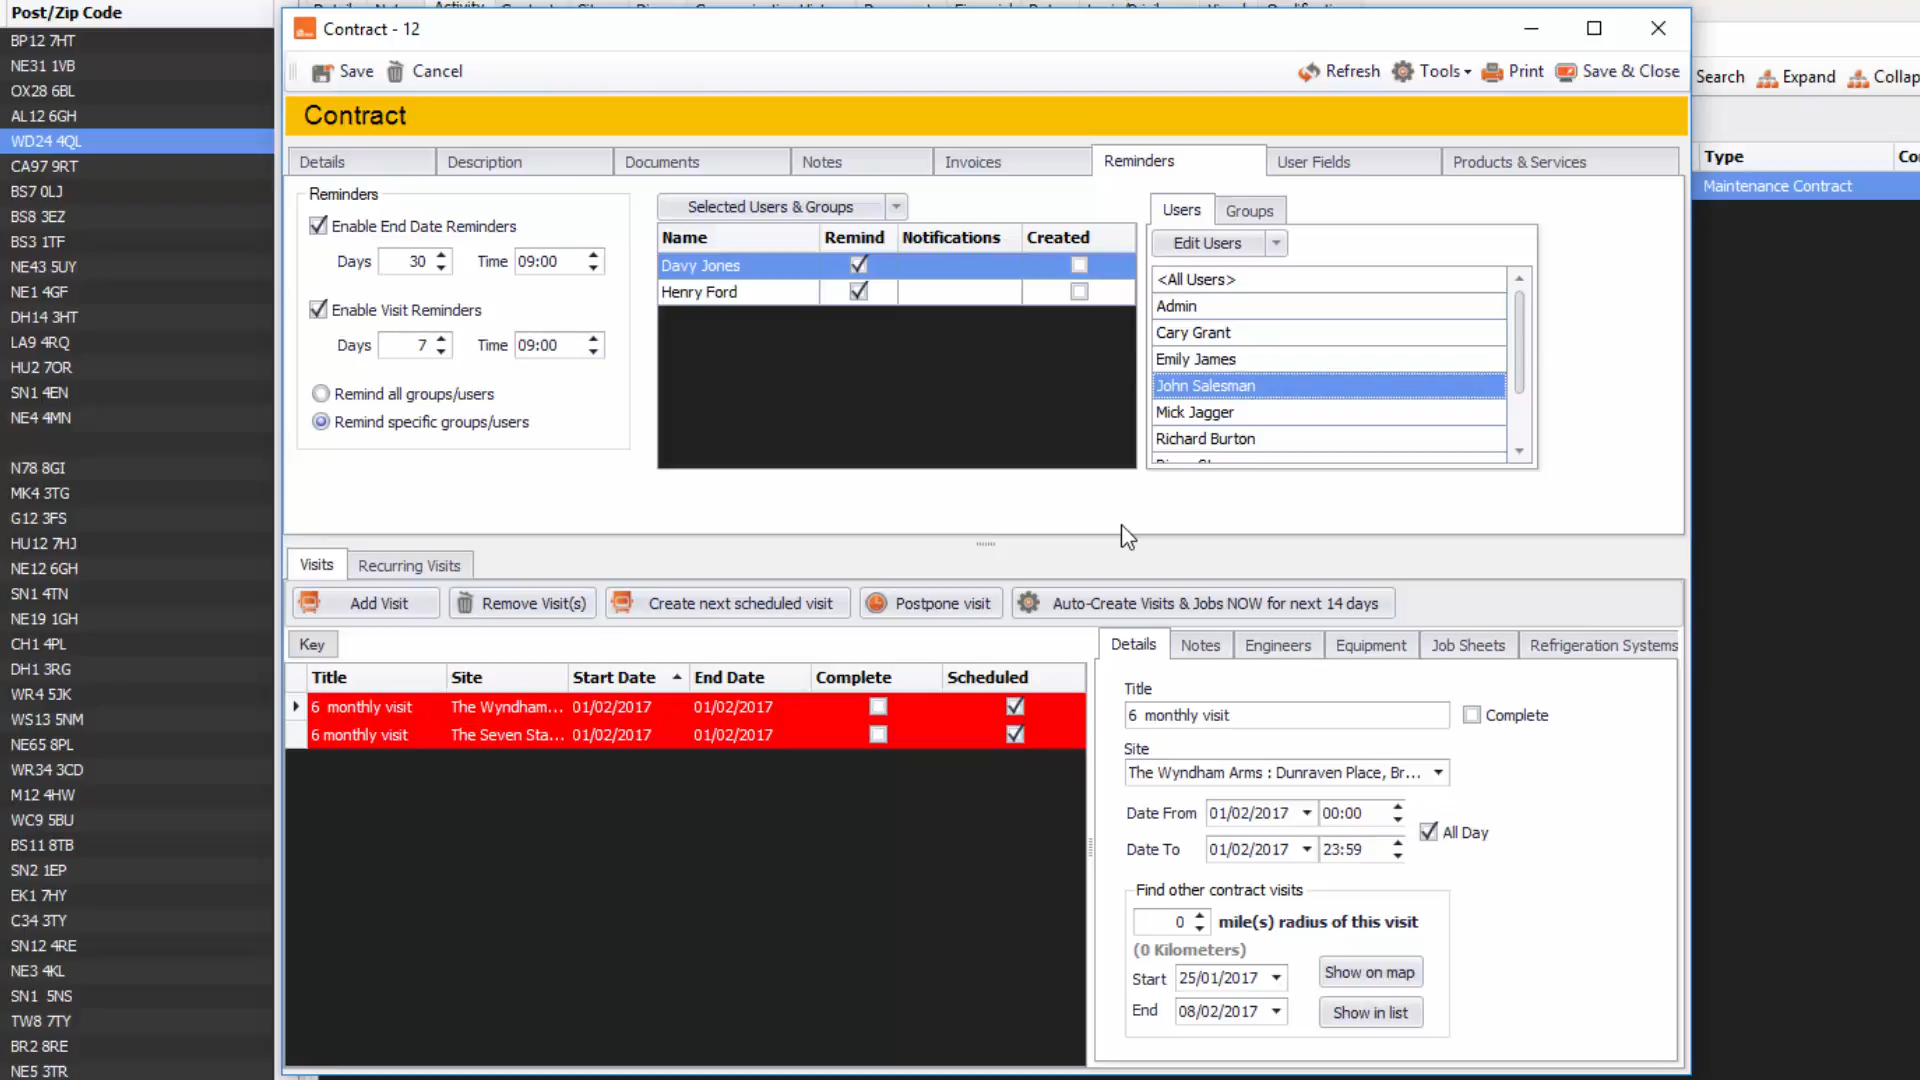 Post/Zip Code
BP12 7HT
NE31 1VB
OX28 6BL
AL12 6GH
WD24 4QL
CA97 9RT
BS7 0LJ
BS8 3EZ
BS3 1TF
NE43 5UY
NE1 4GF
DH14 3HT
LA9 4RQ
HU2 7OR
SN1 4EN
NE4 4MN
N78 8GI
MK4 3TG
G12 3FS
HU12 7HJ
NE12 6GH
SN1 4TN
NE19 1GH
CH1 4PL
DH1 3RG
WR4 5JK
WS13 5NM
NE65 8PL
WR34 3CD
M12 4HW
WC9 5BU
BS11 8TB
SN2 1EP
EK1 7HY
C34 3TY
SN12 4RE
NE3 4KL
SN1 5NS
TW8 7TY
BR2 8RE
NE5 3TR
Contract - 12
Save Cancel Refresh Tools Print Save & Close
Contract
Details Description Documents Notes Invoices Reminders User Fields Products & Services
Reminders
Enable End Date Reminders
Days 30 Time 09:00
Enable Visit Reminders
Days 7 Time 09:00
Remind all groups/users
Remind specific groups/users
Selected Users & Groups
Name Remind Notifications Created
Davy Jones
Henry Ford
Users Groups
Edit Users
<All Users>
Admin
Cary Grant
Emily James
John Salesman
Mick Jagger
Richard Burton
Visits Recurring Visits
Add Visit Remove Visit(s) Create next scheduled visit Postpone visit Auto-Create Visits & Jobs NOW for next 14 days
Key
Title Site Start Date End Date Complete Scheduled
6 monthly visit The Wyndham... 01/02/2017 01/02/2017
6 monthly visit The Seven Sta... 01/02/2017 01/02/2017
Details Notes Engineers Equipment Job Sheets Refrigeration Systems
Title
6 monthly visit Complete
Site
The Wyndham Arms : Dunraven Place, Br...
Date From 01/02/2017 00:00
All Day
Date To 01/02/2017 23:59
Find other contract visits
0 mile(s) radius of this visit
(0 Kilometers)
Start 25/01/2017 Show on map
End 08/02/2017 Show in list
Search Expand Collap
Type Co
Maintenance Contract